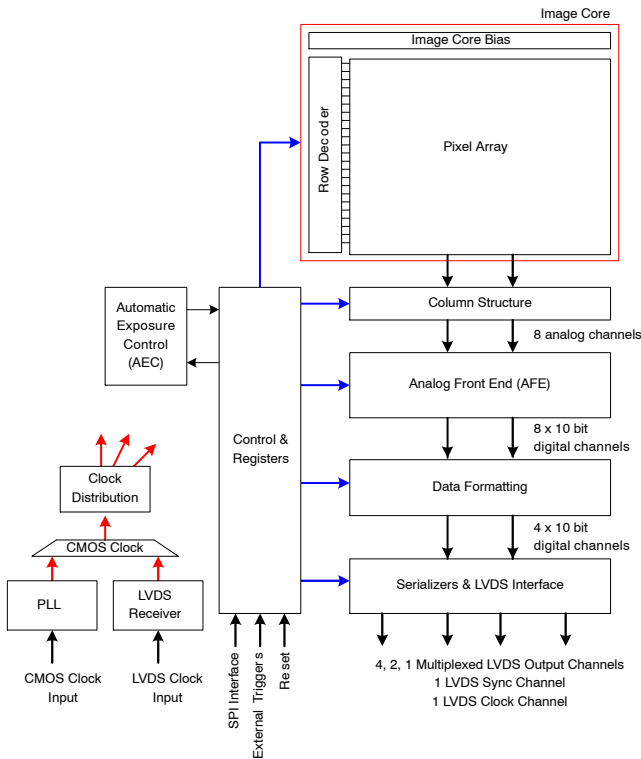 Image Core
Image Core Bias
Row Decoder
Pixel Array
Column Structure
8 analog channels
Automatic
Exposure
Control
(AEC)
Analog Front End (AFE)
8 x 10 bit
digital channels
Control &
Registers
Clock
Distribution
Data Formatting
4 x 10 bit
digital channels
CMOS Clock
PLL
LVDS
Receiver
Serializers & LVDS Interface
CMOS Clock
Input
LVDS Clock
Input
SPI Interface
External Triggers
Reset
4, 2, 1 Multiplexed LVDS Output Channels
1 LVDS Sync Channel
1 LVDS Clock Channel